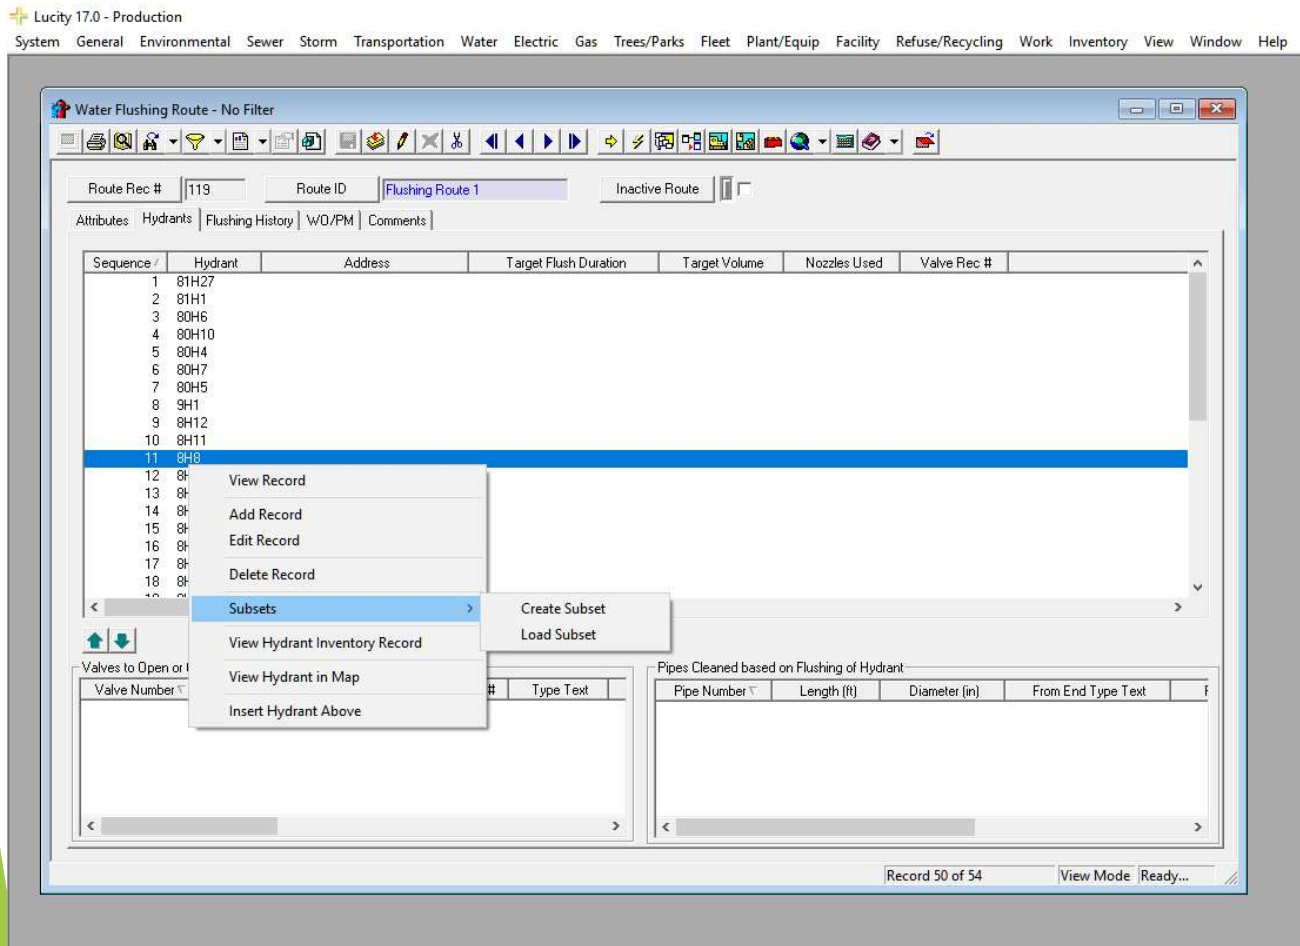 Lucity 17.0 - Production
System General Environmental Sewer Storm Transportation Water Electric Gas Trees/Parks Fleet Plant/Equip Facility Refuse/Recycling Work Inventory View Window Help
Water Flushing Route - No Filter
Route Rec # 119 Route ID Flushing Route 1 Inactive Route
Attributes Hydrants Flushing History WO/PM Comments
Sequence Hydrant Address Target Flush Duration Target Volume Nozzles Used Valve Rec #
1 81H27
2 81H1
3 80H6
4 80H10
5 80H4
6 80H7
7 80H5
8 9H1
9 8H12
10 8H11
11 8H8
12
13
14
15
16
17
18
View Record
Add Record
Edit Record
Delete Record
Subsets
Create Subset
Load Subset
View Hydrant Inventory Record
View Hydrant in Map
Insert Hydrant Above
Valves to Open or
Valve Number # Type Text
Pipes Cleaned based on Flushing of Hydrant
Pipe Number Length (ft) Diameter (in) From End Type Text
Record 50 of 54 View Mode Ready...